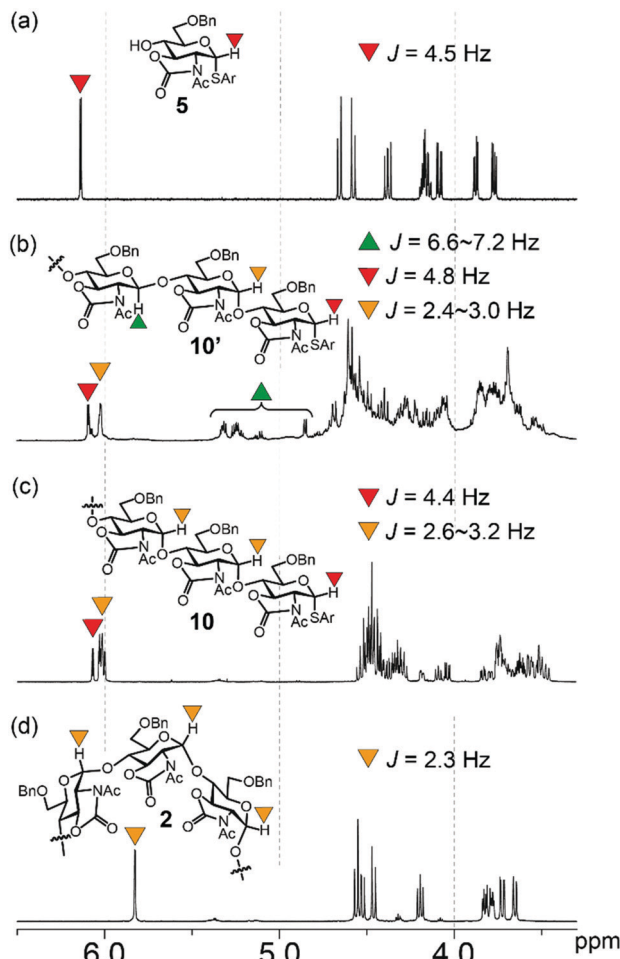 (a)
OBn
HO
O
H
O
N
Ac
SAr
O
5
J = 4.5 Hz
(b)
OBn
OBn
OBn
O
O
O
O
O
O
H
H
H
O
N
Ac
O
N
Ac
O
N
Ac
SAr
O
O
O
10'
J = 6.6~7.2 Hz
J = 4.8 Hz
J = 2.4~3.0 Hz
(c)
OBn
OBn
OBn
O
O
O
O
O
O
H
H
H
O
N
Ac
O
N
Ac
O
N
Ac
SAr
O
O
O
10
J = 4.4 Hz
J = 2.6~3.2 Hz
(d)
H
OBn
H
BnO
O
NAc
O
O
O
O
O
NAc
O
O
OBn
O
O
N
Ac
O
O
H
2
J = 2.3 Hz
6.0
5.0
4.0
ppm